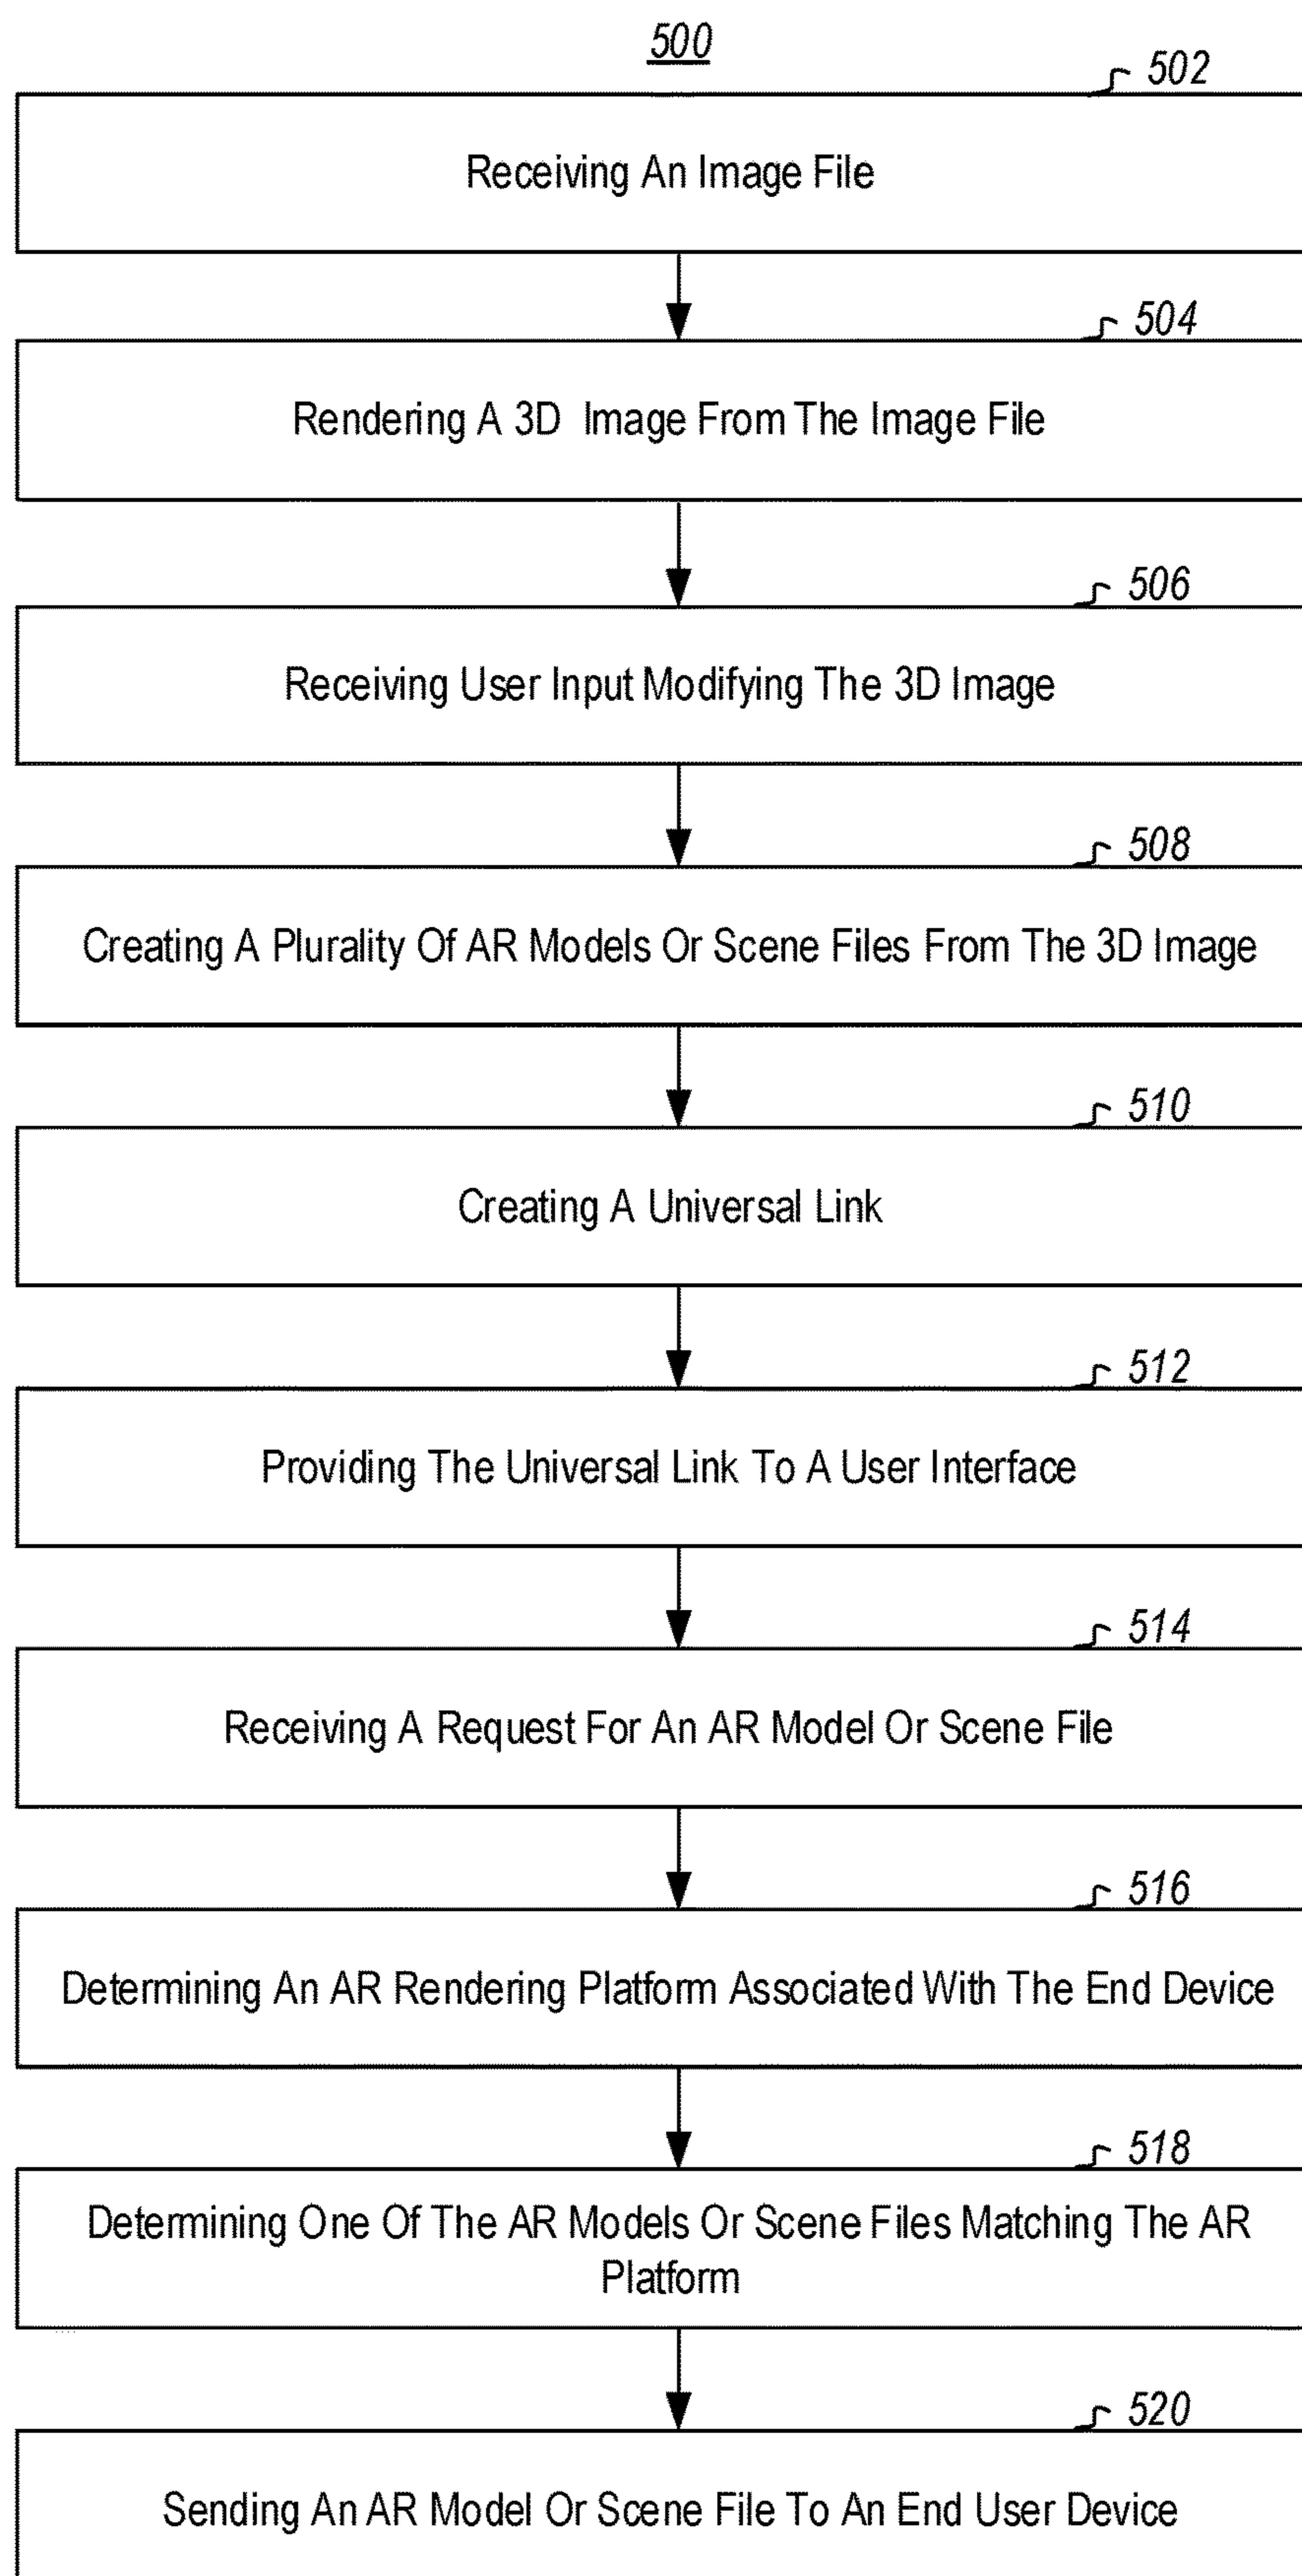 500
502
Receiving An Image File
504
Rendering A 3D Image From The Image File
506
Receiving User Input Modifying The 3D Image
508
Creating A Plurality Of AR Models Or Scene Files From The 3D Image
510
Creating A Universal Link
512
Providing The Universal Link To A User Interface
514
Receiving A Request For An AR Model Or Scene File
516
Determining An AR Rendering Platform Associated With The End Device
518
Determining One Of The AR Models Or Scene Files Matching The AR
Platform
520
Sending An AR Model Or Scene File To An End User Device